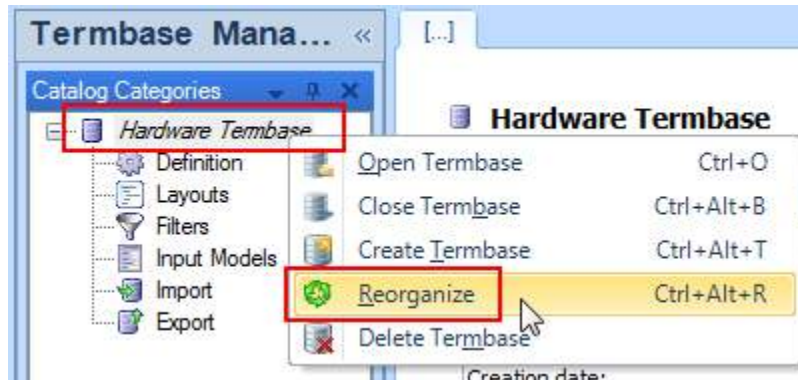 Termbase Mana... «
[...]
Catalog Categories
Hardware Termbase
Hardware Termbase
Definition
Layouts
Filters
Input Models
Import
Export
Open Termbase Ctrl+O
Close Termbase Ctrl+Alt+B
Create Termbase Ctrl+Alt+T
Reorganize Ctrl+Alt+R
Delete Termbase
Creation date: